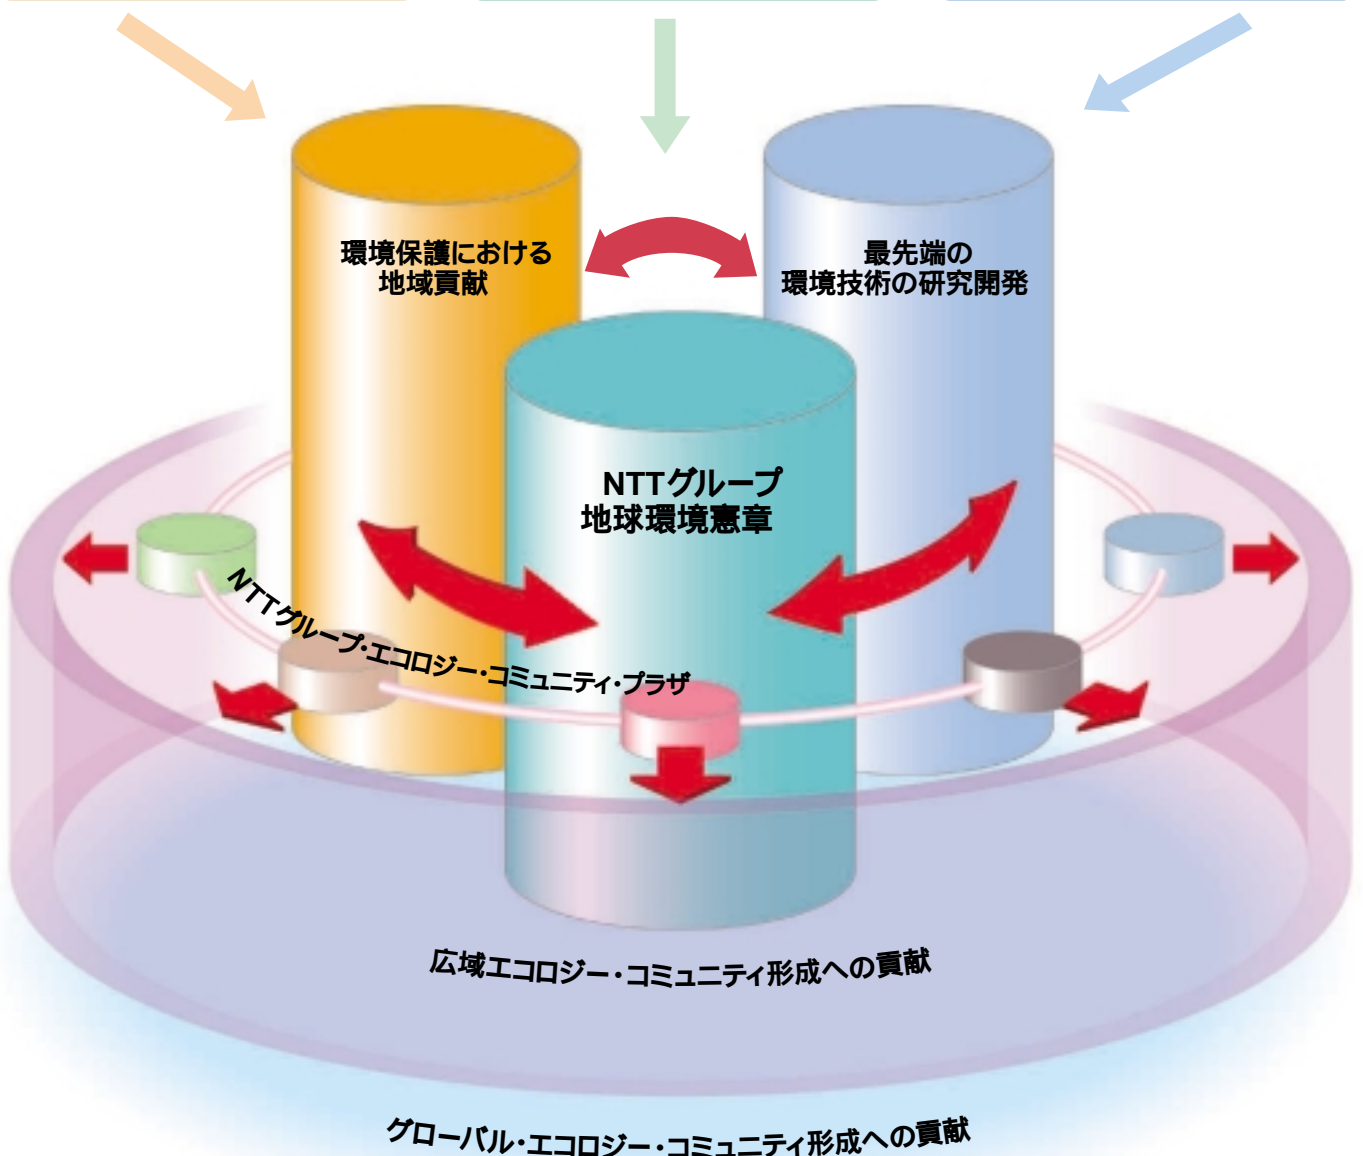 環境保護における
地域貢献
最先端の
環境技術の研究開発
NTTグループ
地球環境憲章
NTTグループ・エコロジー・コミュニティ・プラザ
広域エコロジー・コミュニティ形成への貢献
グローバル・エコロジー・コミュニティ形成への貢献